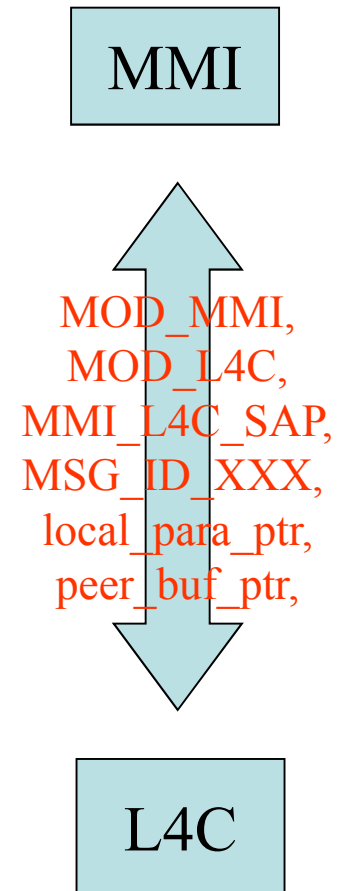 MMI
MOD_MMI,
MOD_L4C,
MMI_L4C_SAP,
MSG_ID_XXX,
local_para_ptr,
peer_buf_ptr,
L4C